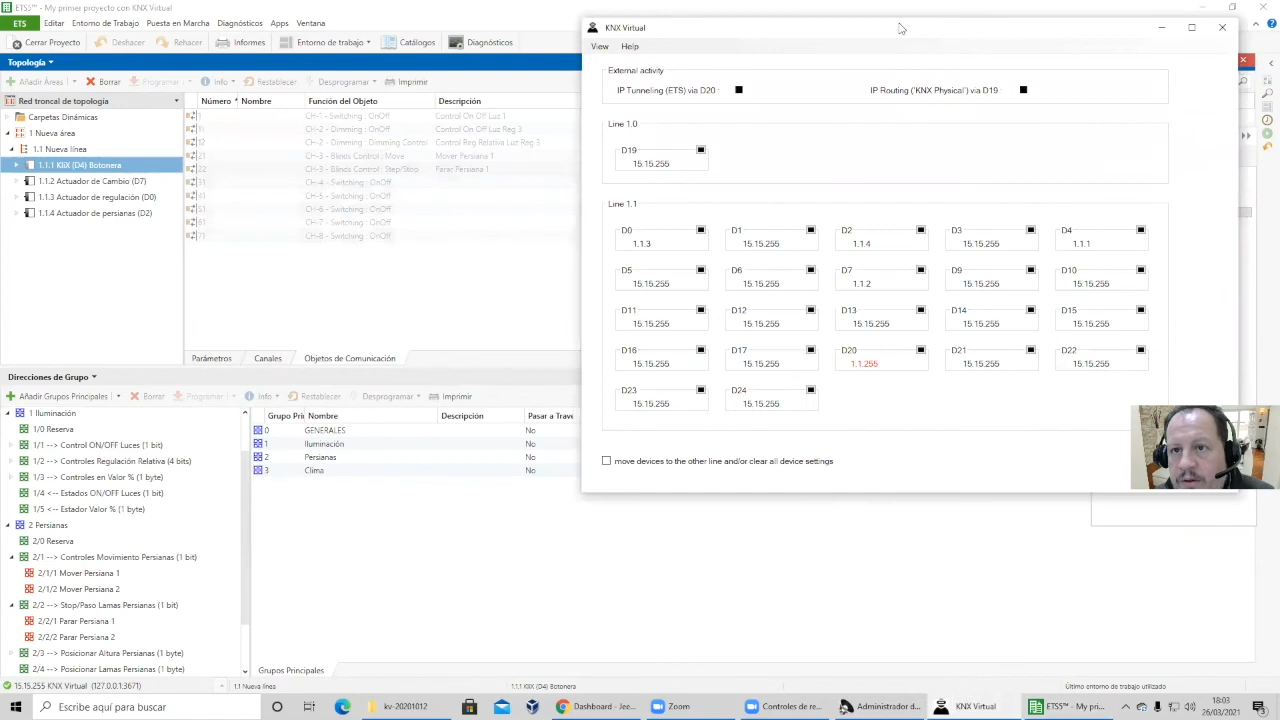 ETS5™ - My primer proyecto con KNX Virtual
ETS Editar Entorno de Trabajo Puesta en Marcha Diagnósticos Apps Ventana
Cerrar Proyecto Deshacer Rehacer Informes Entorno de trabajo Catálogos Diagnósticos
Topología
Añadir Áreas Borrar Programar Info Restablecer Desprogramar Imprimir
Red troncal de topología
Carpetas Dinámicas
1 Nueva área
1.1 Nueva línea
1.1.1 KliX (D4) Botonera
1.1.2 Actuador de Cambio (D7)
1.1.3 Actuador de regulación (D0)
1.1.4 Actuador de persianas (D2)
Número Nombre Función del Objeto Descripción
1 CH-1 - Switching : OnOff Control On Off Luz 1
11 CH-2 - Dimming : OnOff Control On Off Luz Reg 3
12 CH-2 - Dimming : Dimming Control Control Reg Relativa Luz Reg 3
21 CH-3 - Blinds Control : Move Mover Persiana 1
22 CH-3 - Blinds Control : Step/Stop Parar Persiana 1
31 CH-4 - Switching : OnOff
41 CH-5 - Switching : OnOff
51 CH-6 - Switching : OnOff
61 CH-7 - Switching : OnOff
71 CH-8 - Switching : OnOff
Parámetros Canales Objetos de Comunicación
Direcciones de Grupo
Añadir Grupos Principales Borrar Programar Info Restablecer Desprogramar Imprimir
1 Iluminación
1/0 Reserva
1/1 --> Control ON/OFF Luces (1 bit)
1/2 --> Controles Regulación Relativa (4 bits)
1/3 --> Controles en Valor % (1 byte)
1/4 <-- Estados ON/OFF Luces (1 bit)
1/5 <-- Estado Valor % (1 byte)
2 Persianas
2/0 Reserva
2/1 --> Controles Movimiento Persianas (1 bit)
2/1/1 Mover Persiana 1
2/1/2 Mover Persiana 2
2/2 --> Stop/Paso Lamas Persianas (1 bit)
2/2/1 Parar Persiana 1
2/2/2 Parar Persiana 2
2/3 --> Posicionar Altura Persianas (1 byte)
2/4 --> Posicionar Lamas Persianas (1 byte)
Grupo Pri Nombre Descripción Pasar a Trave
0 GENERALES No
1 Iluminación No
2 Persianas No
3 Clima No
Grupos Principales
KNX Virtual
View Help
External activity
IP Tunneling (ETS) via D20 : IP Routing ('KNX Physical') via D19 :
Line 1.0
D19
15.15.255
Line 1.1
D0 D1 D2 D3 D4
1.1.3 15.15.255 1.1.4 15.15.255 1.1.1
D5 D6 D7 D9 D10
15.15.255 15.15.255 1.1.2 15.15.255 15.15.255
D11 D12 D13 D14 D15
15.15.255 15.15.255 15.15.255 15.15.255 15.15.255
D16 D17 D20 D21 D22
15.15.255 15.15.255 1.1.255 15.15.255 15.15.255
D23 D24
15.15.255 15.15.255
move devices to the other line and/or clear all device settings
15.15.255 KNX Virtual (127.0.0.1:3671) 1.1 Nueva línea 1.1.1 KliX (D4) Botonera Último entorno de trabajo utilizado
Escribe aquí para buscar kv-20201012 Dashboard - Jee... Zoom Controles de re... Administrador d... KNX Virtual ETS5™ - My pri...
18:03
26/03/2021